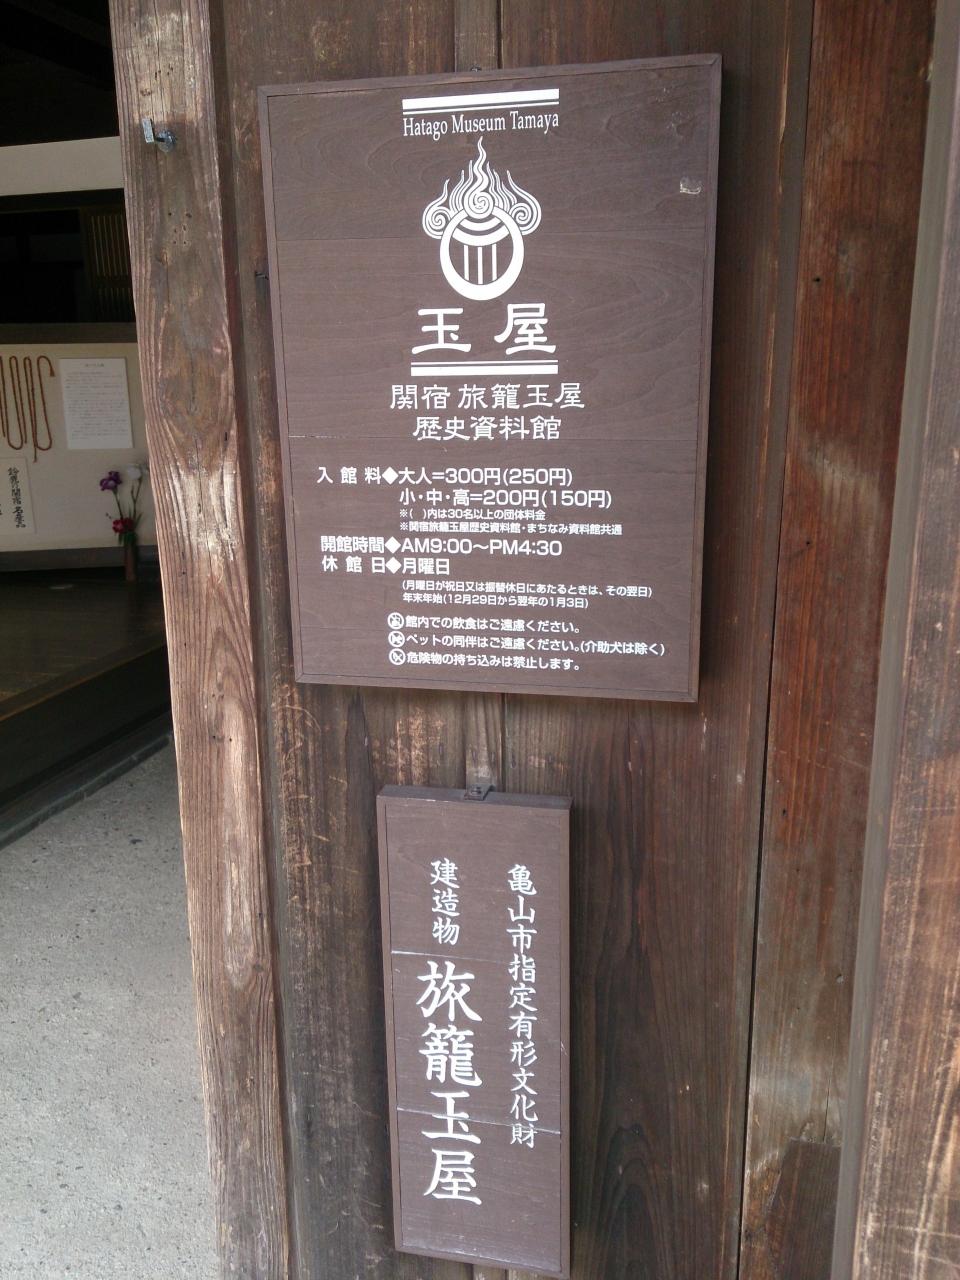 Hatago Museum Tamaya
玉屋
関宿 旅籠玉屋
歴史資料館
入館料◆大人=300円(250円)
小・中・高=200円(150円)
※( )内は30名以上の団体料金
※関宿旅籠玉屋歴史資料館・まちなみ資料館共通
開館時間◆AM9:00〜PM4:30
休館日◆月曜日
(月曜日が祝日又は振替休日にあたるときは、その翌日)
年末年始(12月29日から翌年の1月3日)
館内での飲食はご遠慮ください。
ペットの同伴はご遠慮ください。(介助犬は除く)
危険物の持ち込みは禁止します。
亀山市指定有形文化財
建造物 旅籠玉屋